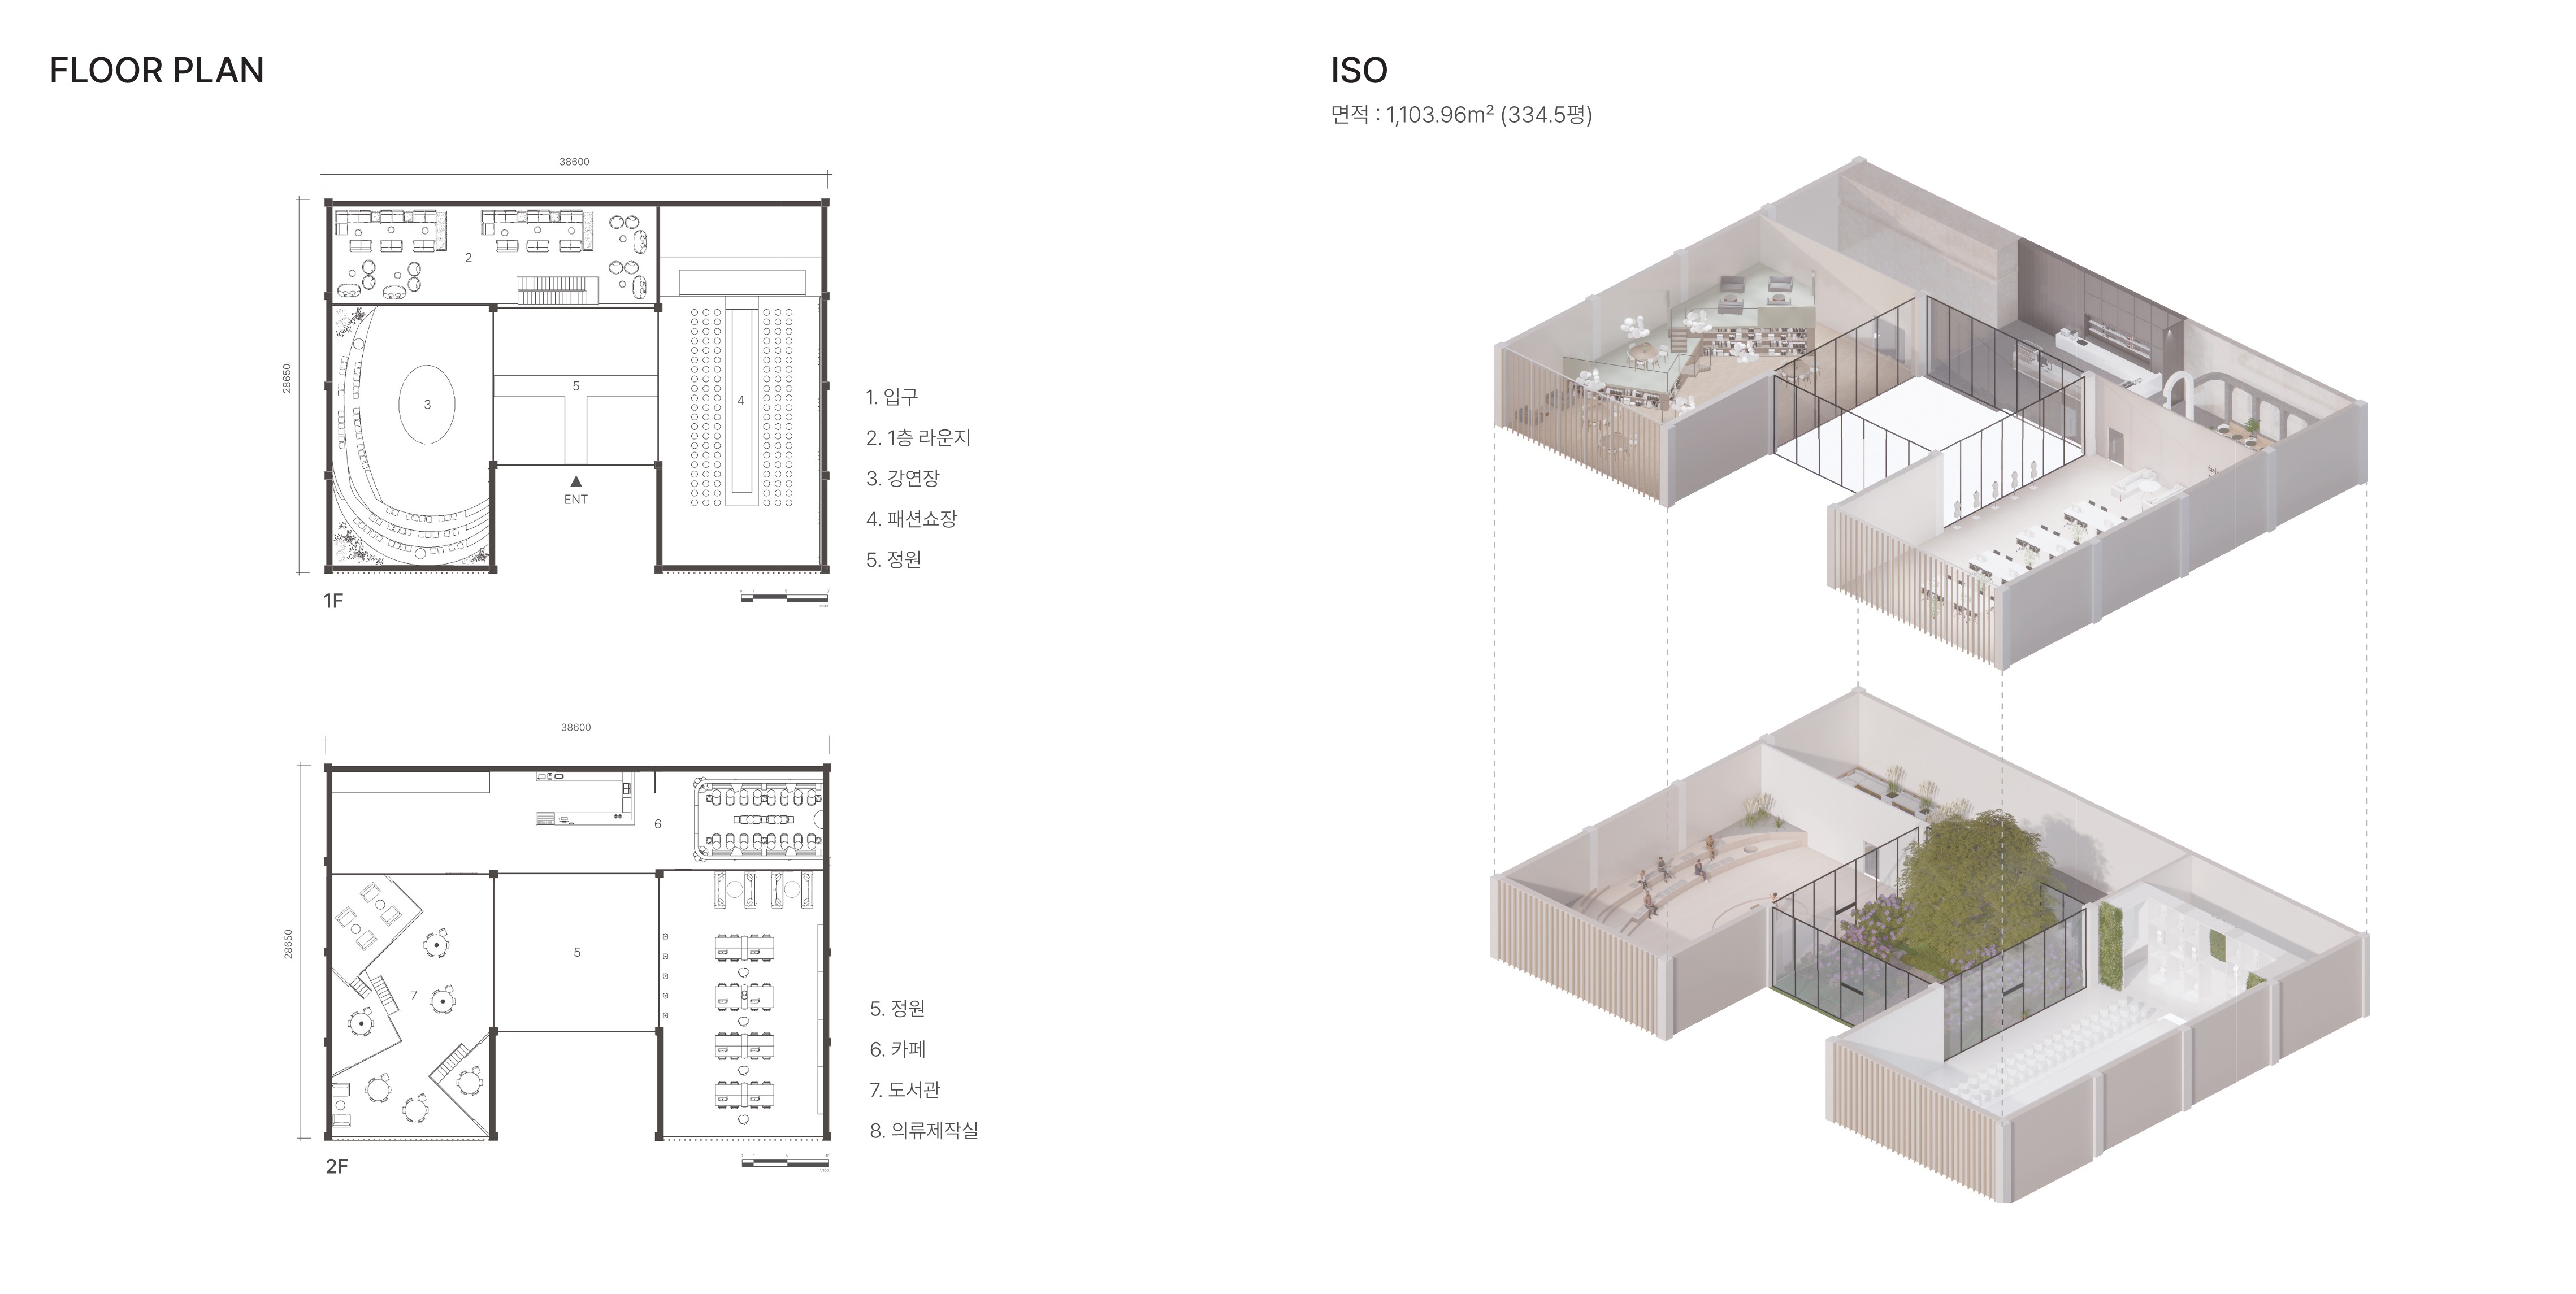 FLOOR PLAN
38600
28650
2
3
5
4
ENT
1F
1. 입구
2. 1층 라운지
3. 강연장
4. 패션쇼장
5. 정원
38600
28650
6
5
7
8
2F
5. 정원
6. 카페
7. 도서관
8. 의류제작실
ISO
면적 : 1,103.96m² (334.5평)